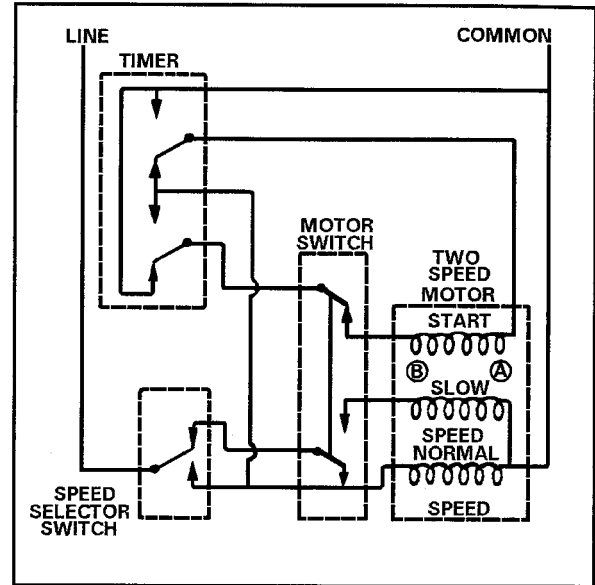 LINE
COMMON
TIMER
MOTOR
SWITCH
TWO
SPEED
MOTOR
START
B
A
SLOW
SPEED
NORMAL
SPEED
SPEED
SELECTOR
SWITCH